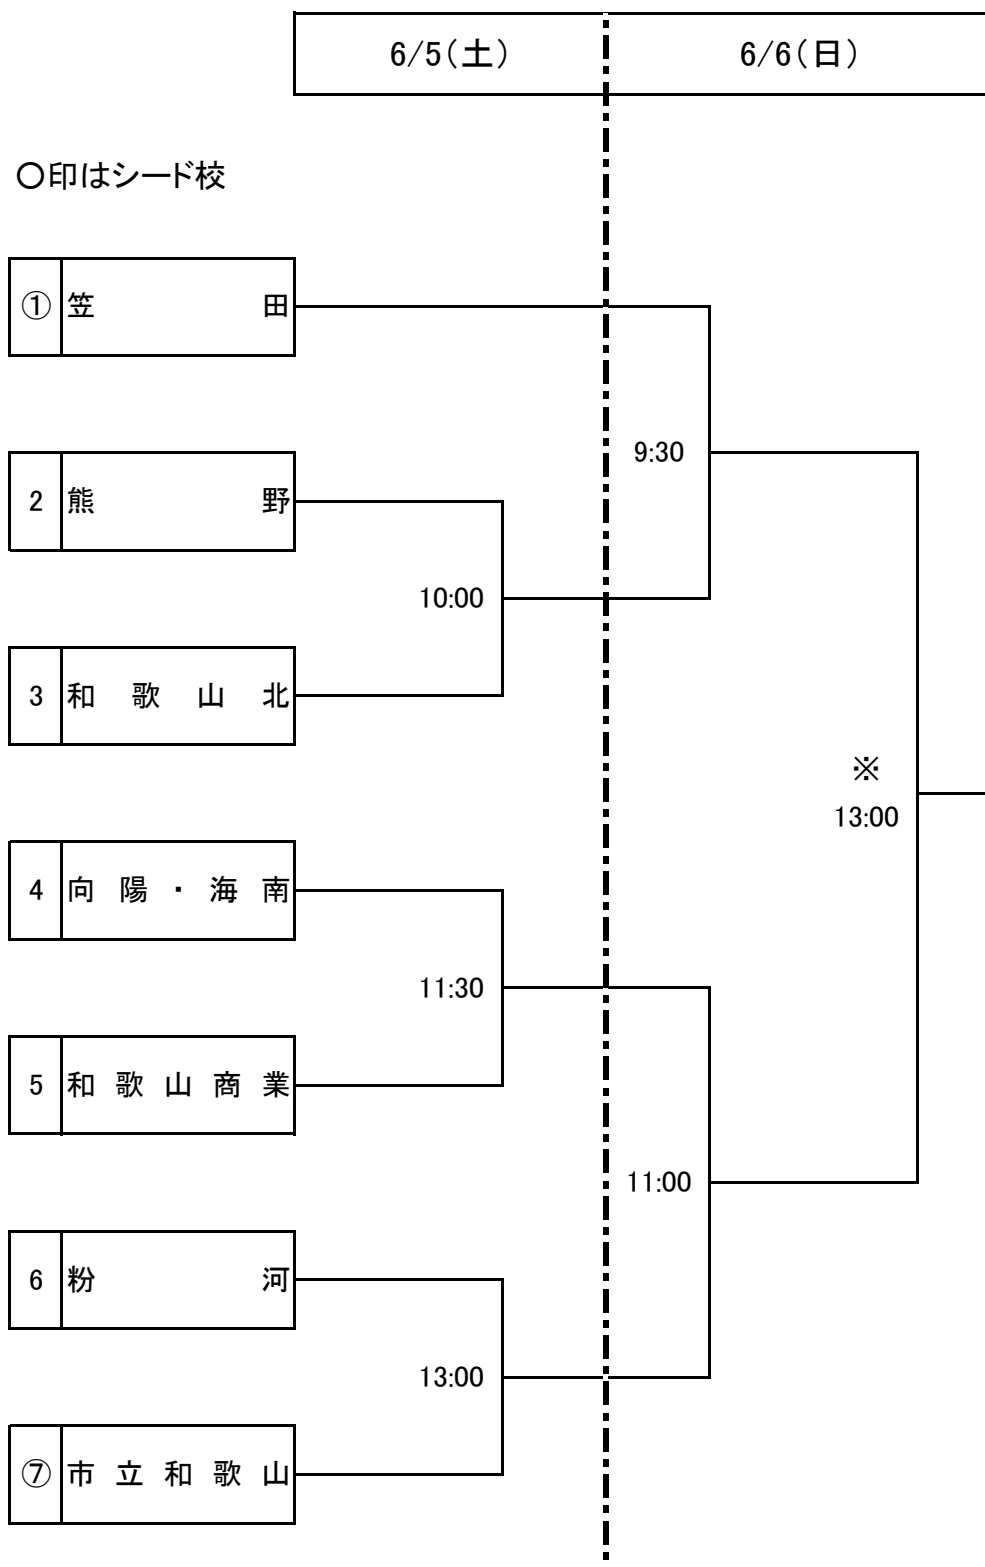 6/5(土) 6/6(日)
〇印はシード校
① 笠田
9:30
2 熊野
10:00
3 和歌山北
※
13:00
4 向陽・海南
11:30
5 和歌山商業
11:00
6 粉河
13:00
⑦ 市立和歌山